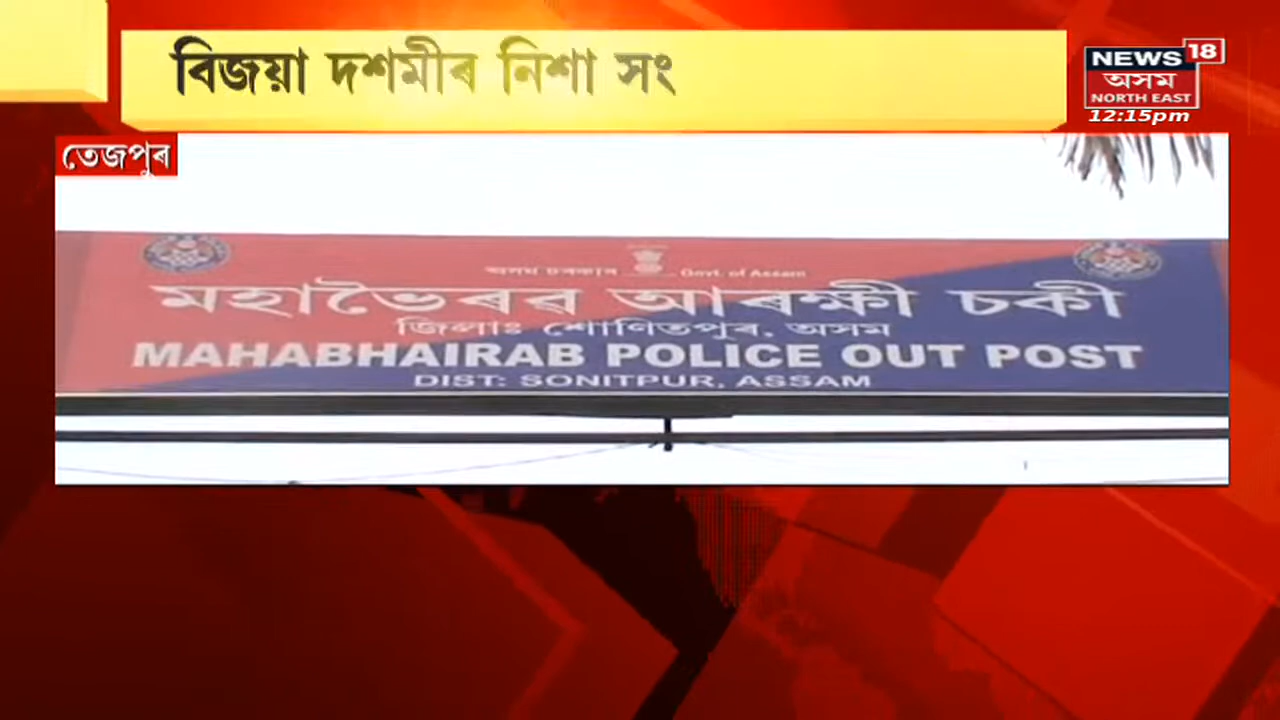 বিজয়া দশমীৰ নিশা সং
NEWS 18
অসম
NORTH EAST
12:15pm
তেজপুৰ
অসম চৰকাৰ Govt. of Assam
মহাভৈৰৱ আৰক্ষী চকী
জিলাঃ শোণিতপুৰ, অসম
MAHABHAIRAB POLICE OUT POST
DIST: SONITPUR, ASSAM